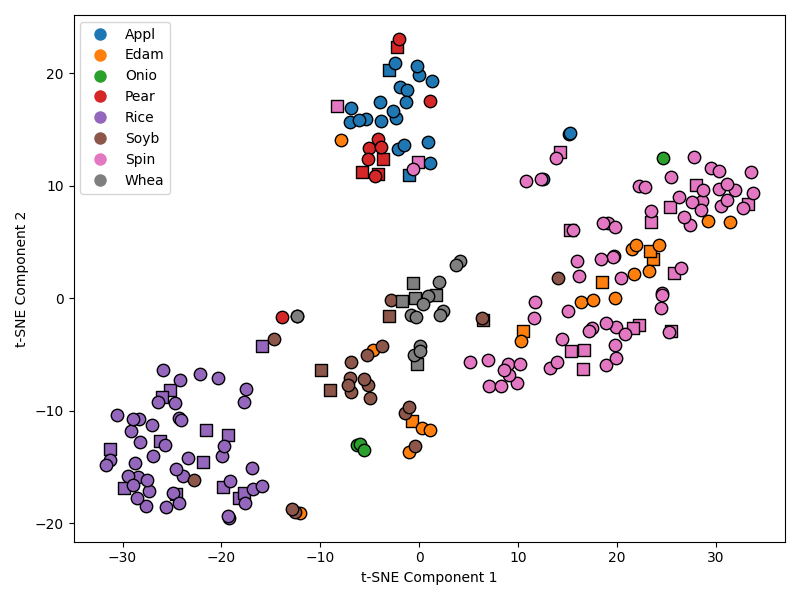 Appl
Edam
Onio
Pear
Rice
Soyb
Spin
Whea
20
10
0
−10
−20
−30
−20
−10
0
10
20
30
t-SNE Component 1
t-SNE Component 2